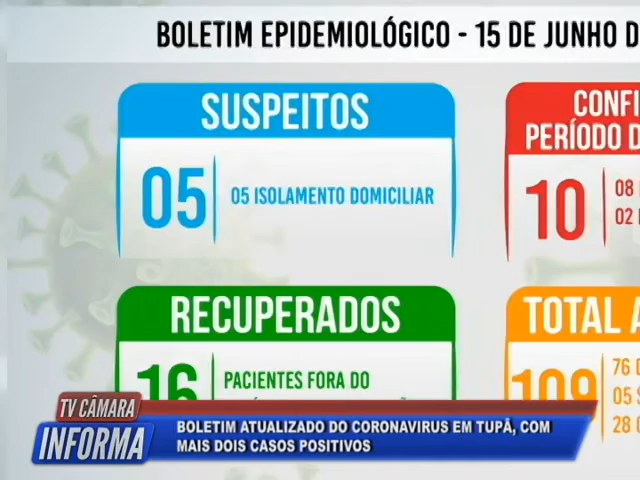 BOLETIM EPIDEMIOLÓGICO - 15 DE JUNHO D
SUSPEITOS
05
05 ISOLAMENTO DOMICILIAR
CONFI
PERÍODO D
10
08
02
RECUPERADOS
16
PACIENTES FORA DO
TOTAL A
109
76
05 S
28
TV CÂMARA
INFORMA
BOLETIM ATUALIZADO DO CORONAVIRUS EM TUPÃ, COM
MAIS DOIS CASOS POSITIVOS